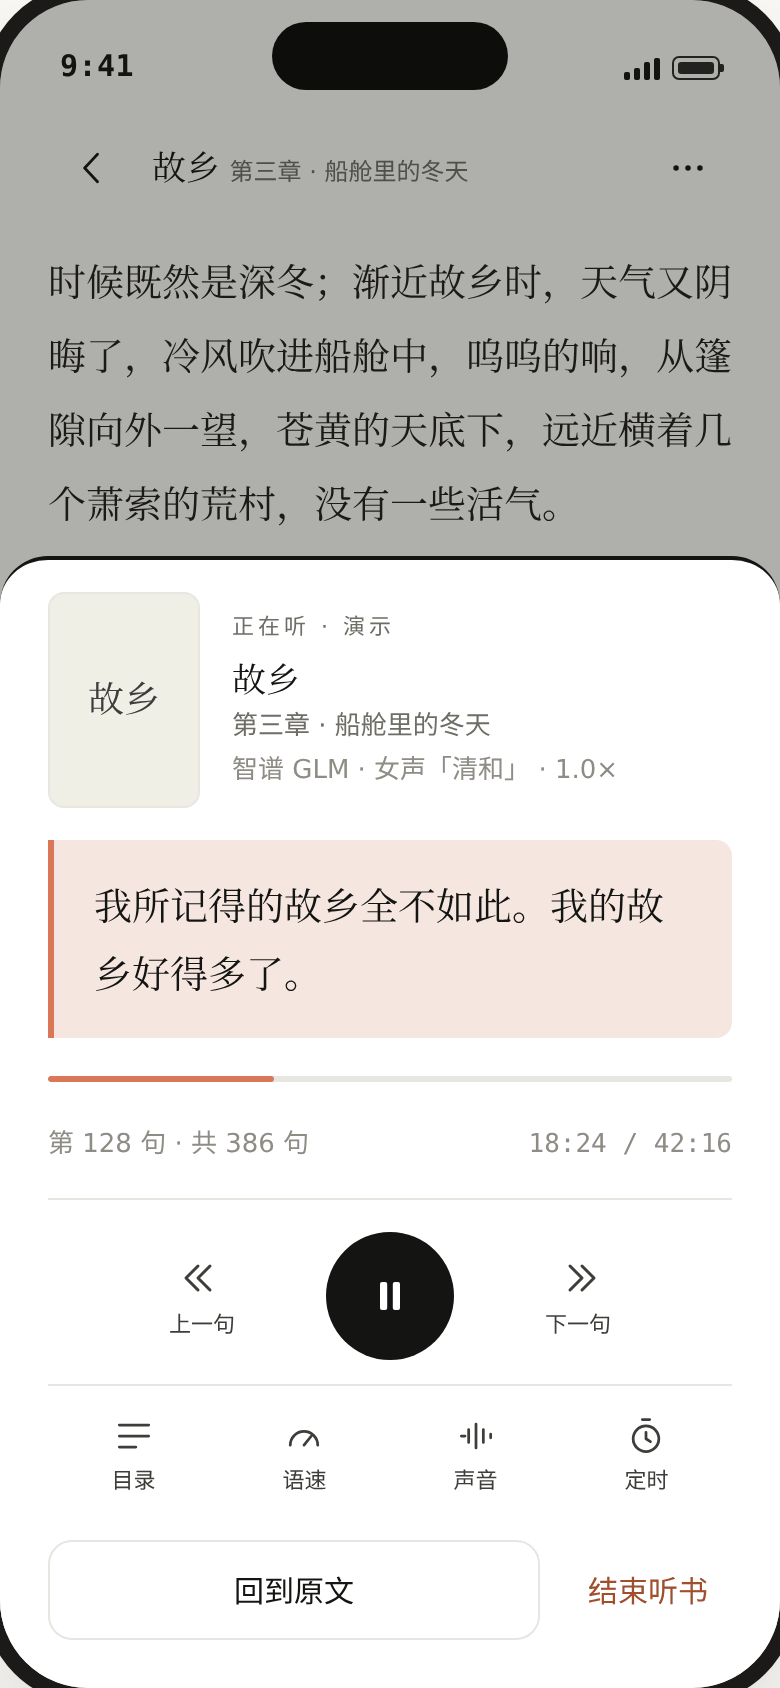 9:41
故乡 第三章 · 船舱里的冬天
时候既然是深冬；渐近故乡时，天气又阴
晦了，冷风吹进船舱中，呜呜的响，从篷
隙向外一望，苍黄的天底下，远近横着几
个萧索的荒村，没有一些活气。
故乡
正在听 · 演示
故乡
第三章 · 船舱里的冬天
智谱 GLM · 女声「清和」 · 1.0×
我所记得的故乡全不如此。我的故
乡好得多了。
第 128 句 · 共 386 句
18:24 / 42:16
上一句
下一句
目录
语速
声音
定时
回到原文
结束听书